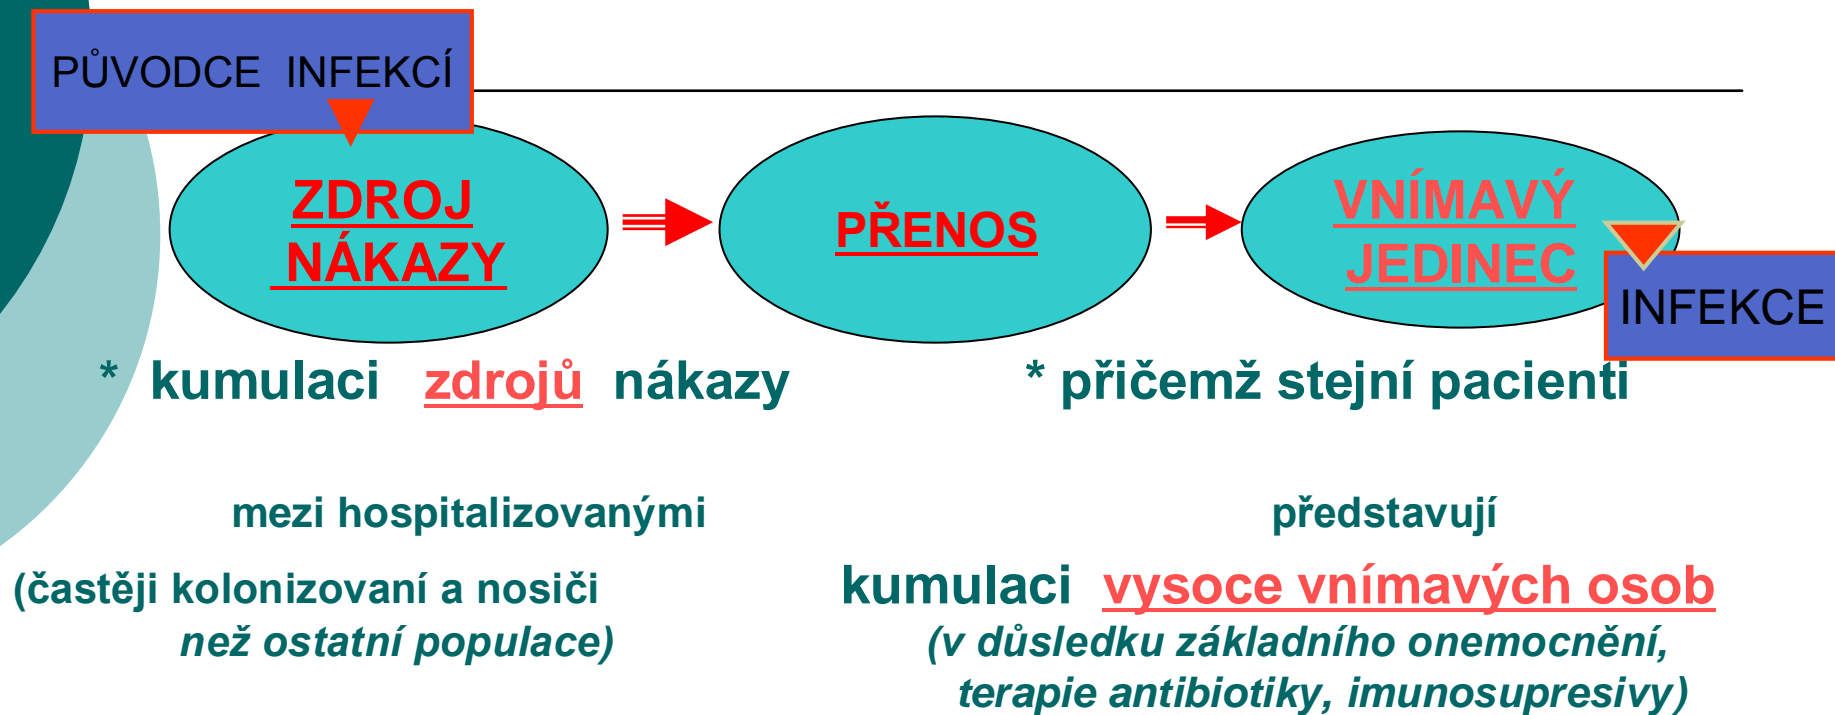 PŮVODCE INFEKCÍ
ZDROJ
NÁKAZY
PŘENOS
VNÍMAVÝ
JEDINEC
INFEKCE
* kumulaci zdrojů nákazy
mezi hospitalizovanými
(častěji kolonizovaní a nosiči
než ostatní populace)
* přičemž stejní pacienti
představují
kumulaci vysoce vnímavých osob
(v důsledku základního onemocnění,
terapie antibiotiky, imunosupresivy)